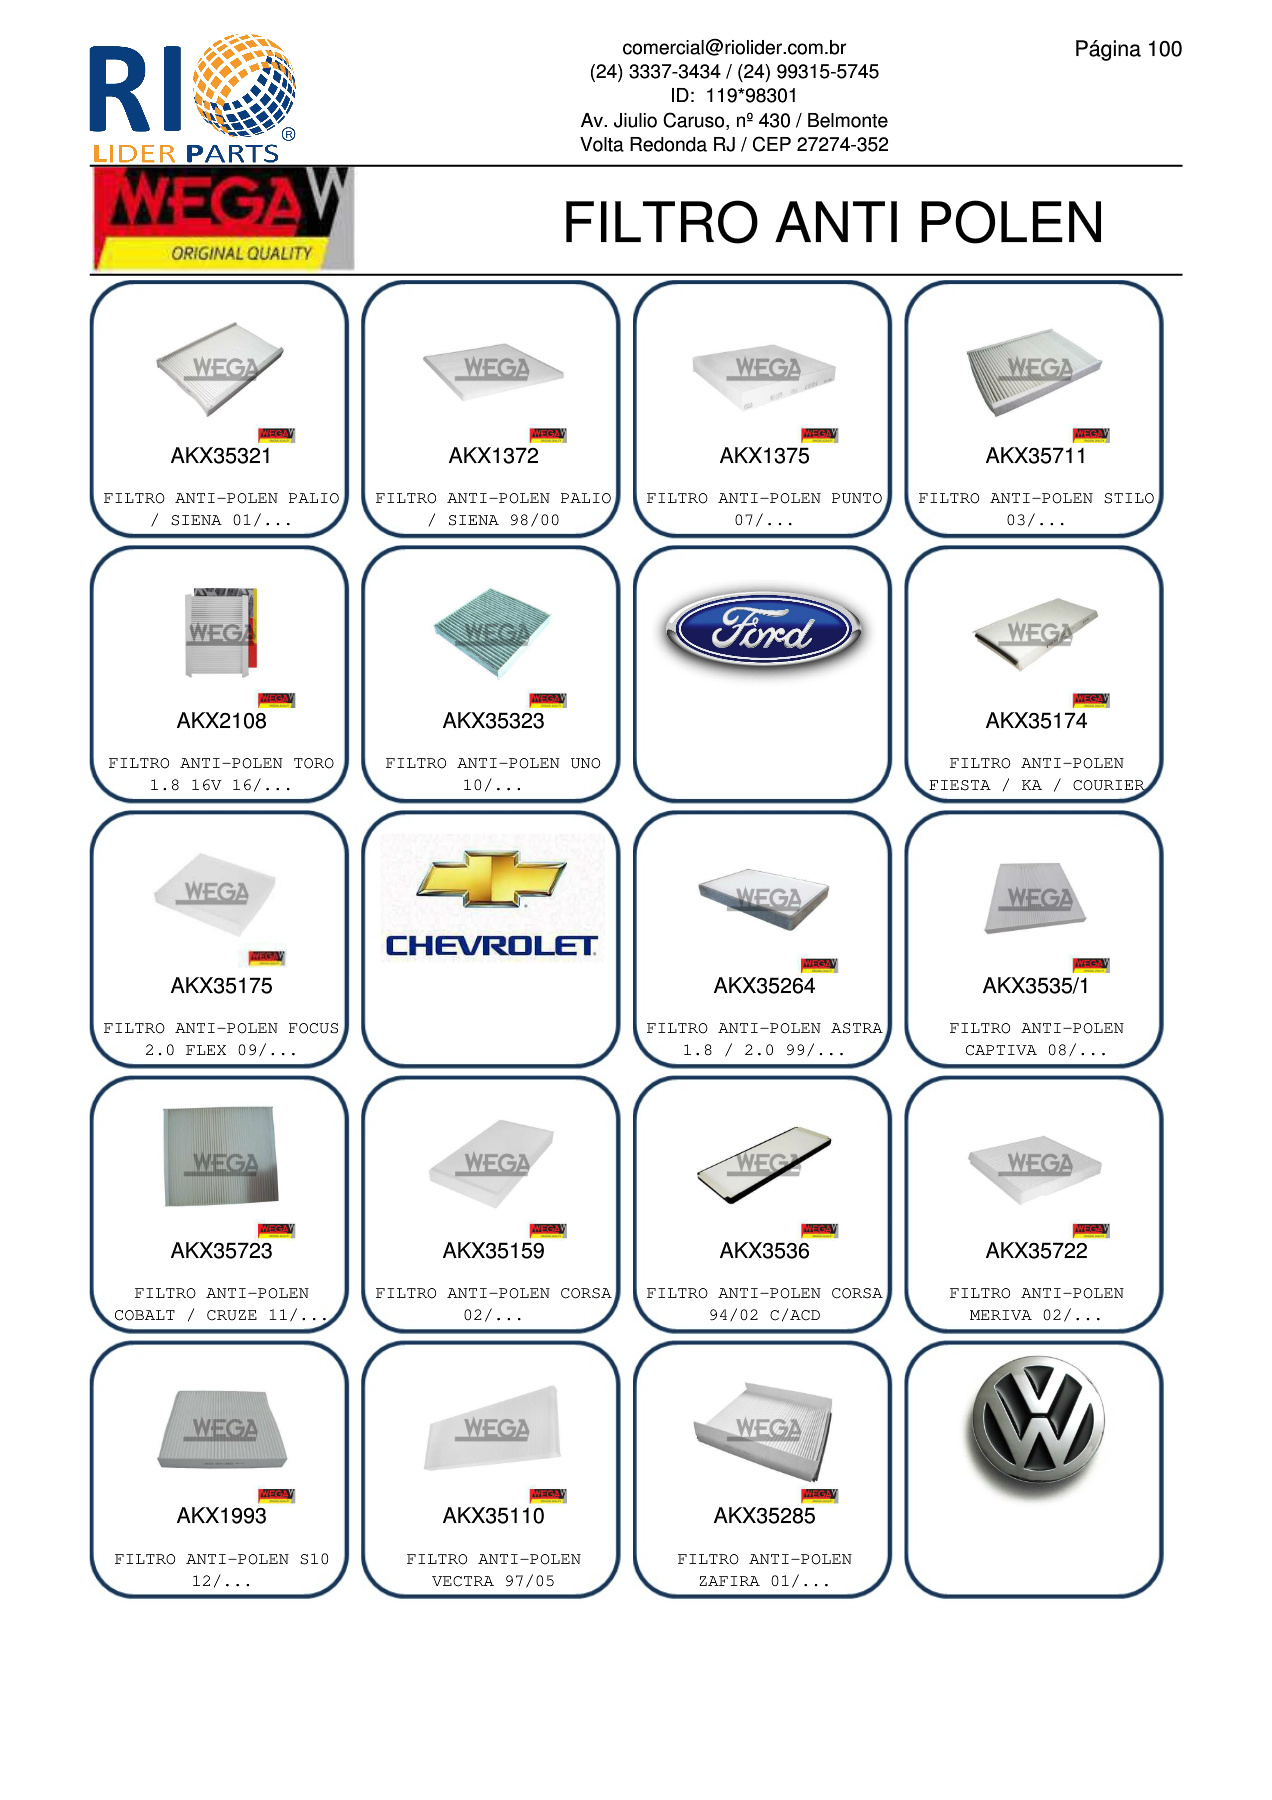 RIO
®
LIDER PARTS
comercial@riolider.com.br
(24) 3337-3434 / (24) 99315-5745
ID:  119*98301
Av. Jiulio Caruso, nº 430 / Belmonte
Volta Redonda RJ / CEP 27274-352
Página 100
WEGA W
ORIGINAL QUALITY
FILTRO ANTI POLEN
WEGA
WEGA
WEGA
WEGA
AKX35321
AKX1372
AKX1375
AKX35711
FILTRO ANTI-POLEN PALIO
/ SIENA 01/...
FILTRO ANTI-POLEN PALIO
/ SIENA 98/00
FILTRO ANTI-POLEN PUNTO
07/...
FILTRO ANTI-POLEN STILO
03/...
WEGA
WEGA
Ford
WEGA
AKX2108
AKX35323
AKX35174
FILTRO ANTI-POLEN TORO
1.8 16V 16/...
FILTRO ANTI-POLEN UNO
10/...
FILTRO ANTI-POLEN
FIESTA / KA / COURIER
WEGA
CHEVROLET
WEGA
WEGA
AKX35175
AKX35264
AKX3535/1
FILTRO ANTI-POLEN FOCUS
2.0 FLEX 09/...
FILTRO ANTI-POLEN ASTRA
1.8 / 2.0 99/...
FILTRO ANTI-POLEN
CAPTIVA 08/...
WEGA
WEGA
WEGA
WEGA
AKX35723
AKX35159
AKX3536
AKX35722
FILTRO ANTI-POLEN
COBALT / CRUZE 11/...
FILTRO ANTI-POLEN CORSA
02/...
FILTRO ANTI-POLEN CORSA
94/02 C/ACD
FILTRO ANTI-POLEN
MERIVA 02/...
WEGA
WEGA
WEGA
VW
AKX1993
AKX35110
AKX35285
FILTRO ANTI-POLEN S10
12/...
FILTRO ANTI-POLEN
VECTRA 97/05
FILTRO ANTI-POLEN
ZAFIRA 01/...